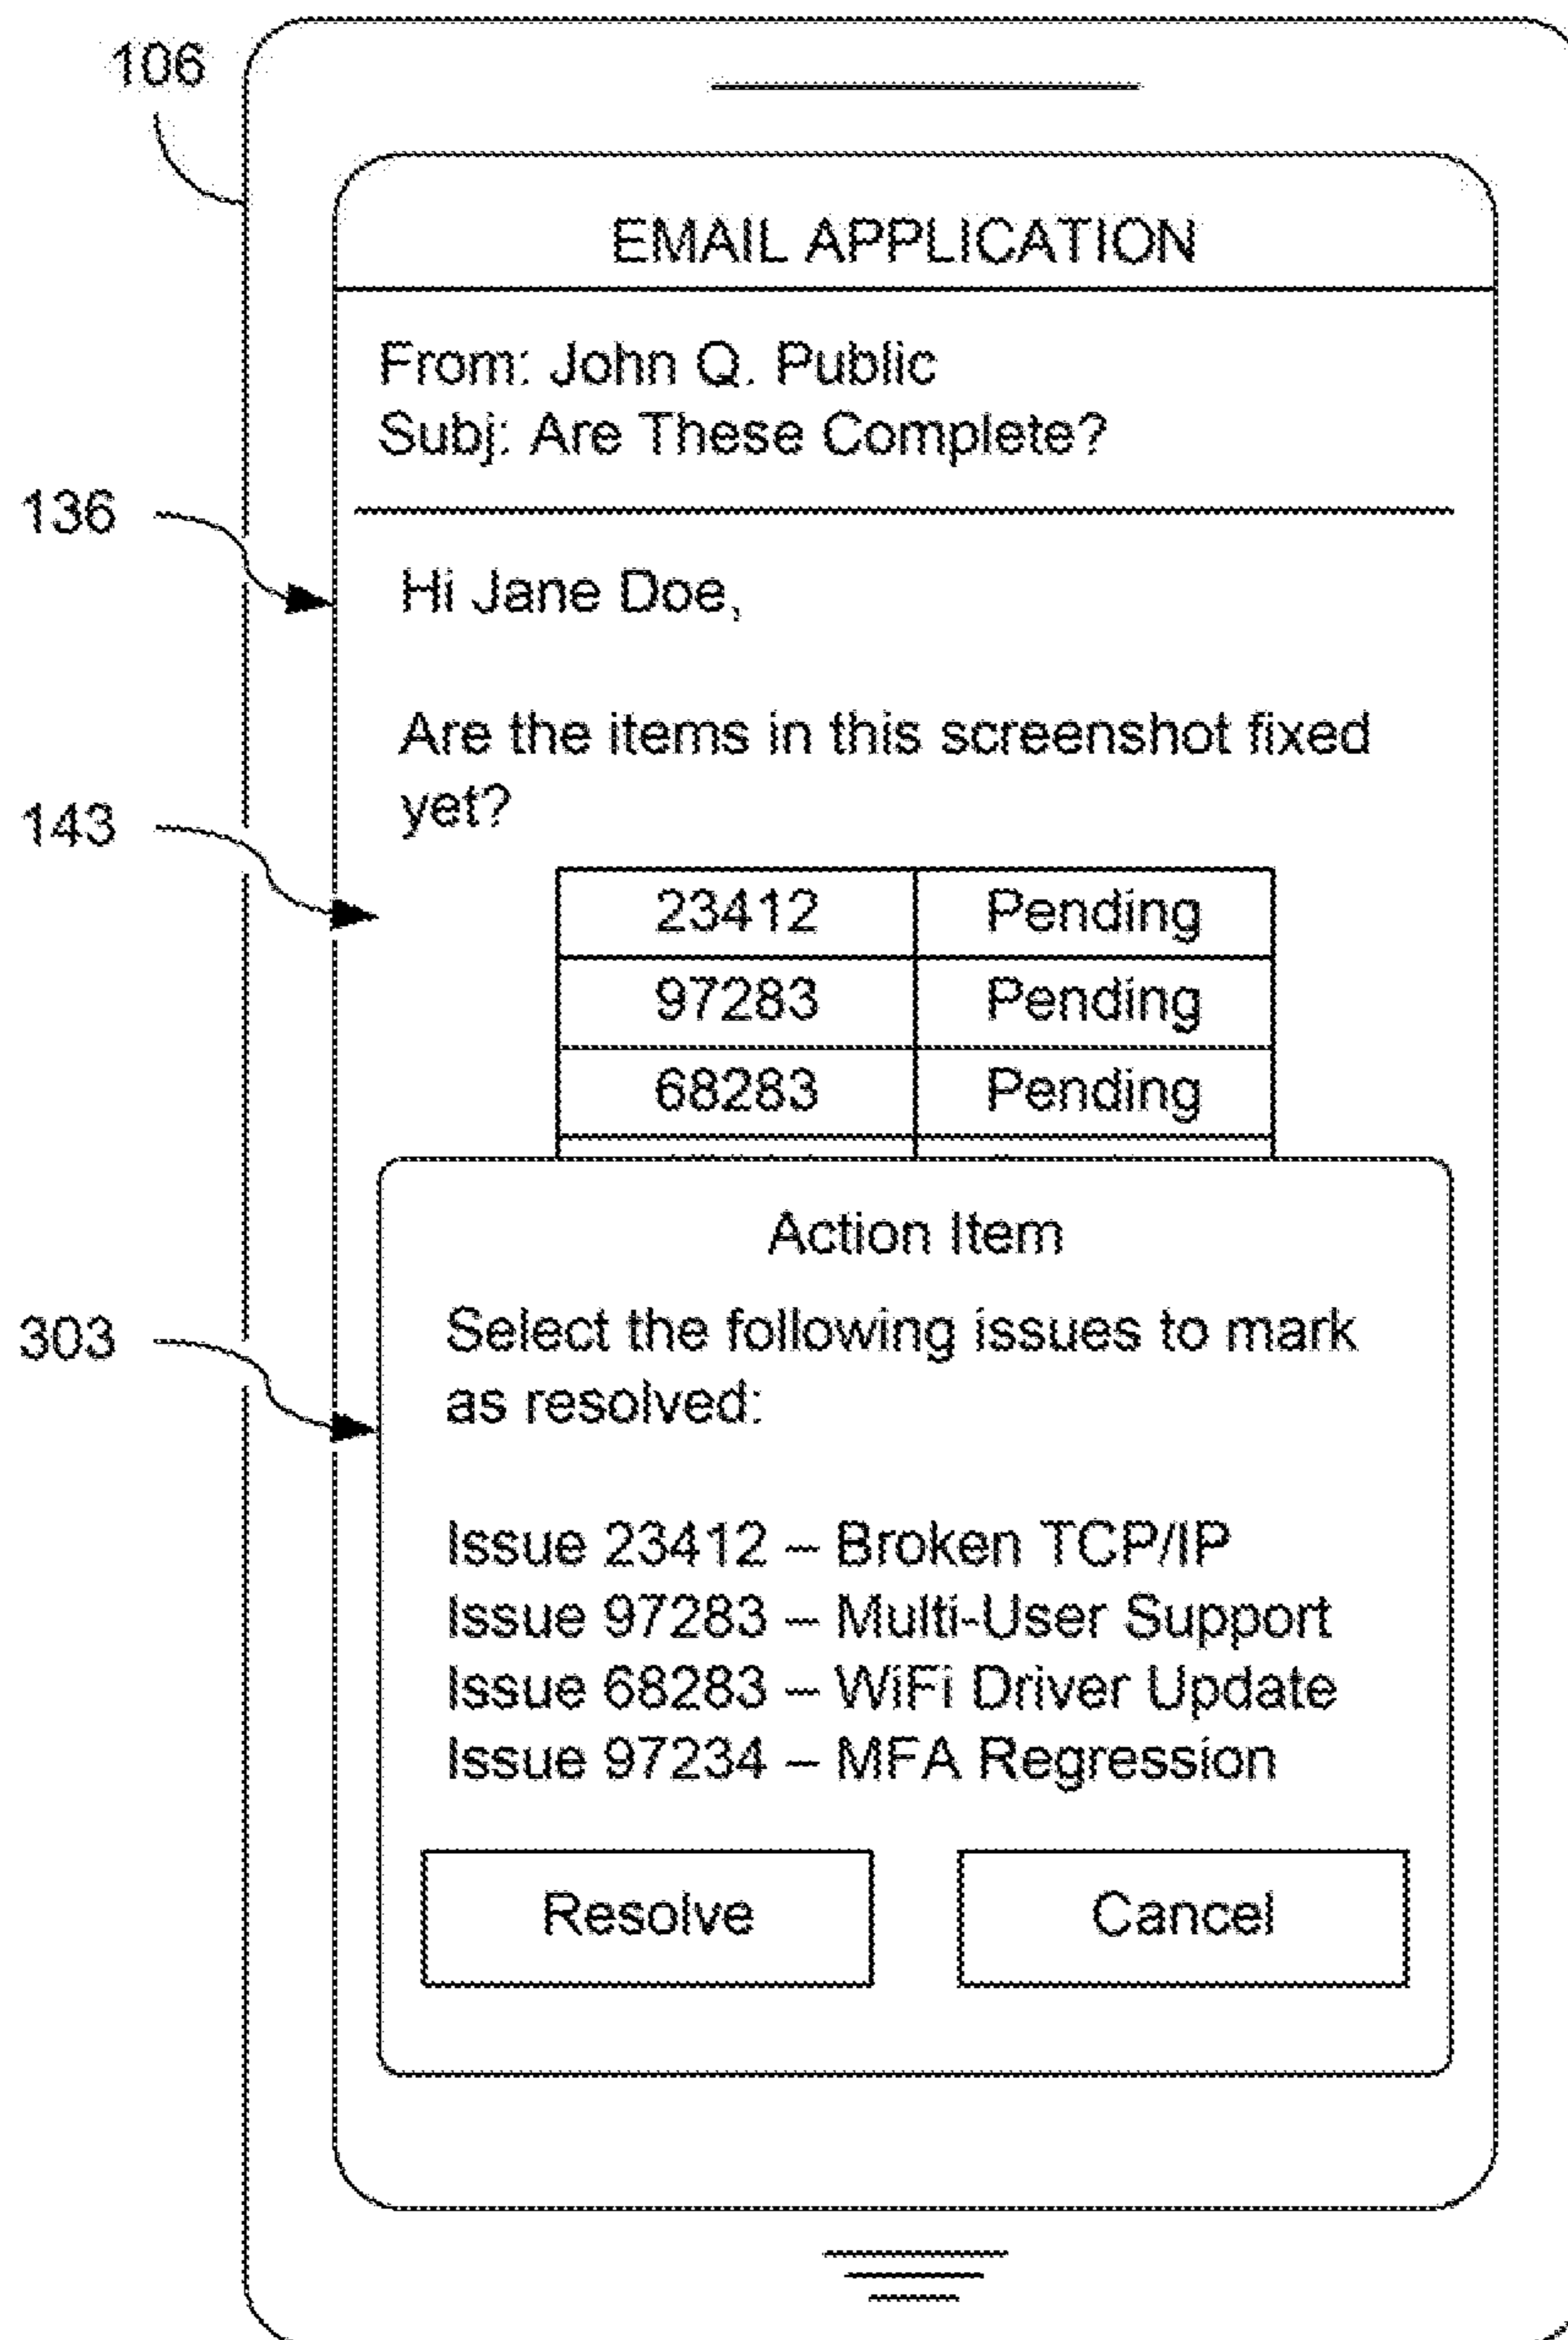 106
EMAIL APPLICATION
From: John Q. Public
Subj: Are These Complete?
136
Hi Jane Doe,
Are the items in this screenshot fixed
yet?
143
23412 Pending
97283 Pending
68283 Pending
Action Item
303
Select the following issues to mark
as resolved:
Issue 23412 – Broken TCP/IP
Issue 97283 – Multi-User Support
Issue 68283 – WiFi Driver Update
Issue 97234 – MFA Regression
Resolve Cancel